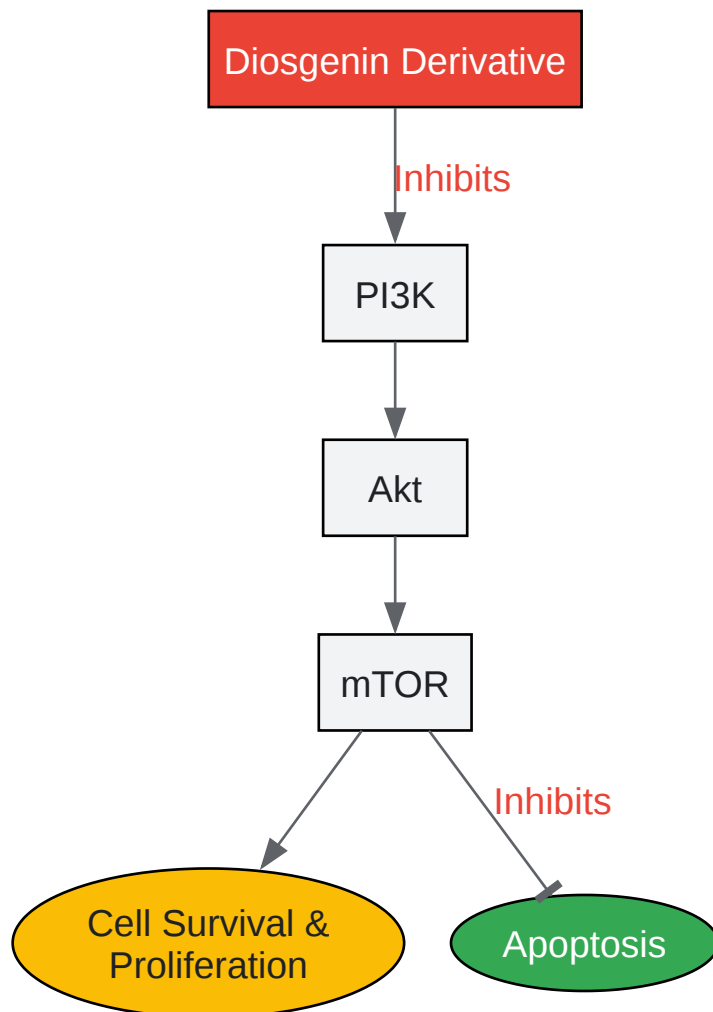 Diosgenin Derivative
Inhibits
PI3K
Akt
mTOR
Inhibits
Cell Survival &
Proliferation
Apoptosis